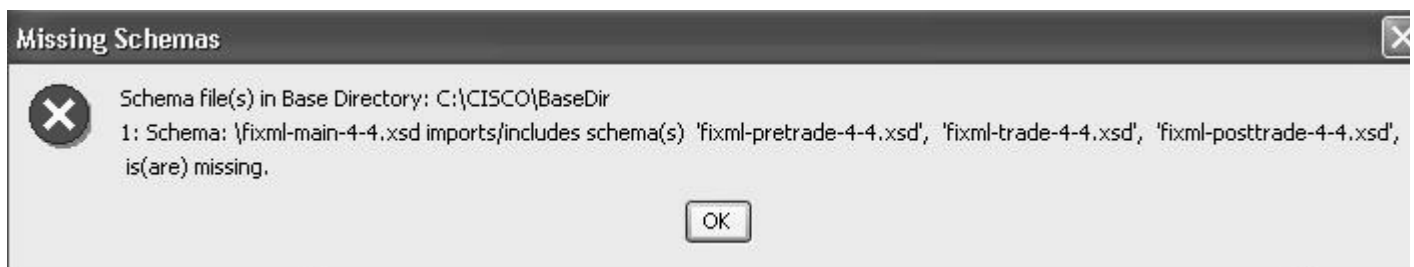 Missing Schemas
Schema file(s) in Base Directory: C:\CISCO\BaseDir
1: Schema: \fixml-main-4-4.xsd imports/includes schema(s) 'fixml-pretrade-4-4.xsd', 'fixml-trade-4-4.xsd', 'fixml-posttrade-4-4.xsd',
is(are) missing.
OK